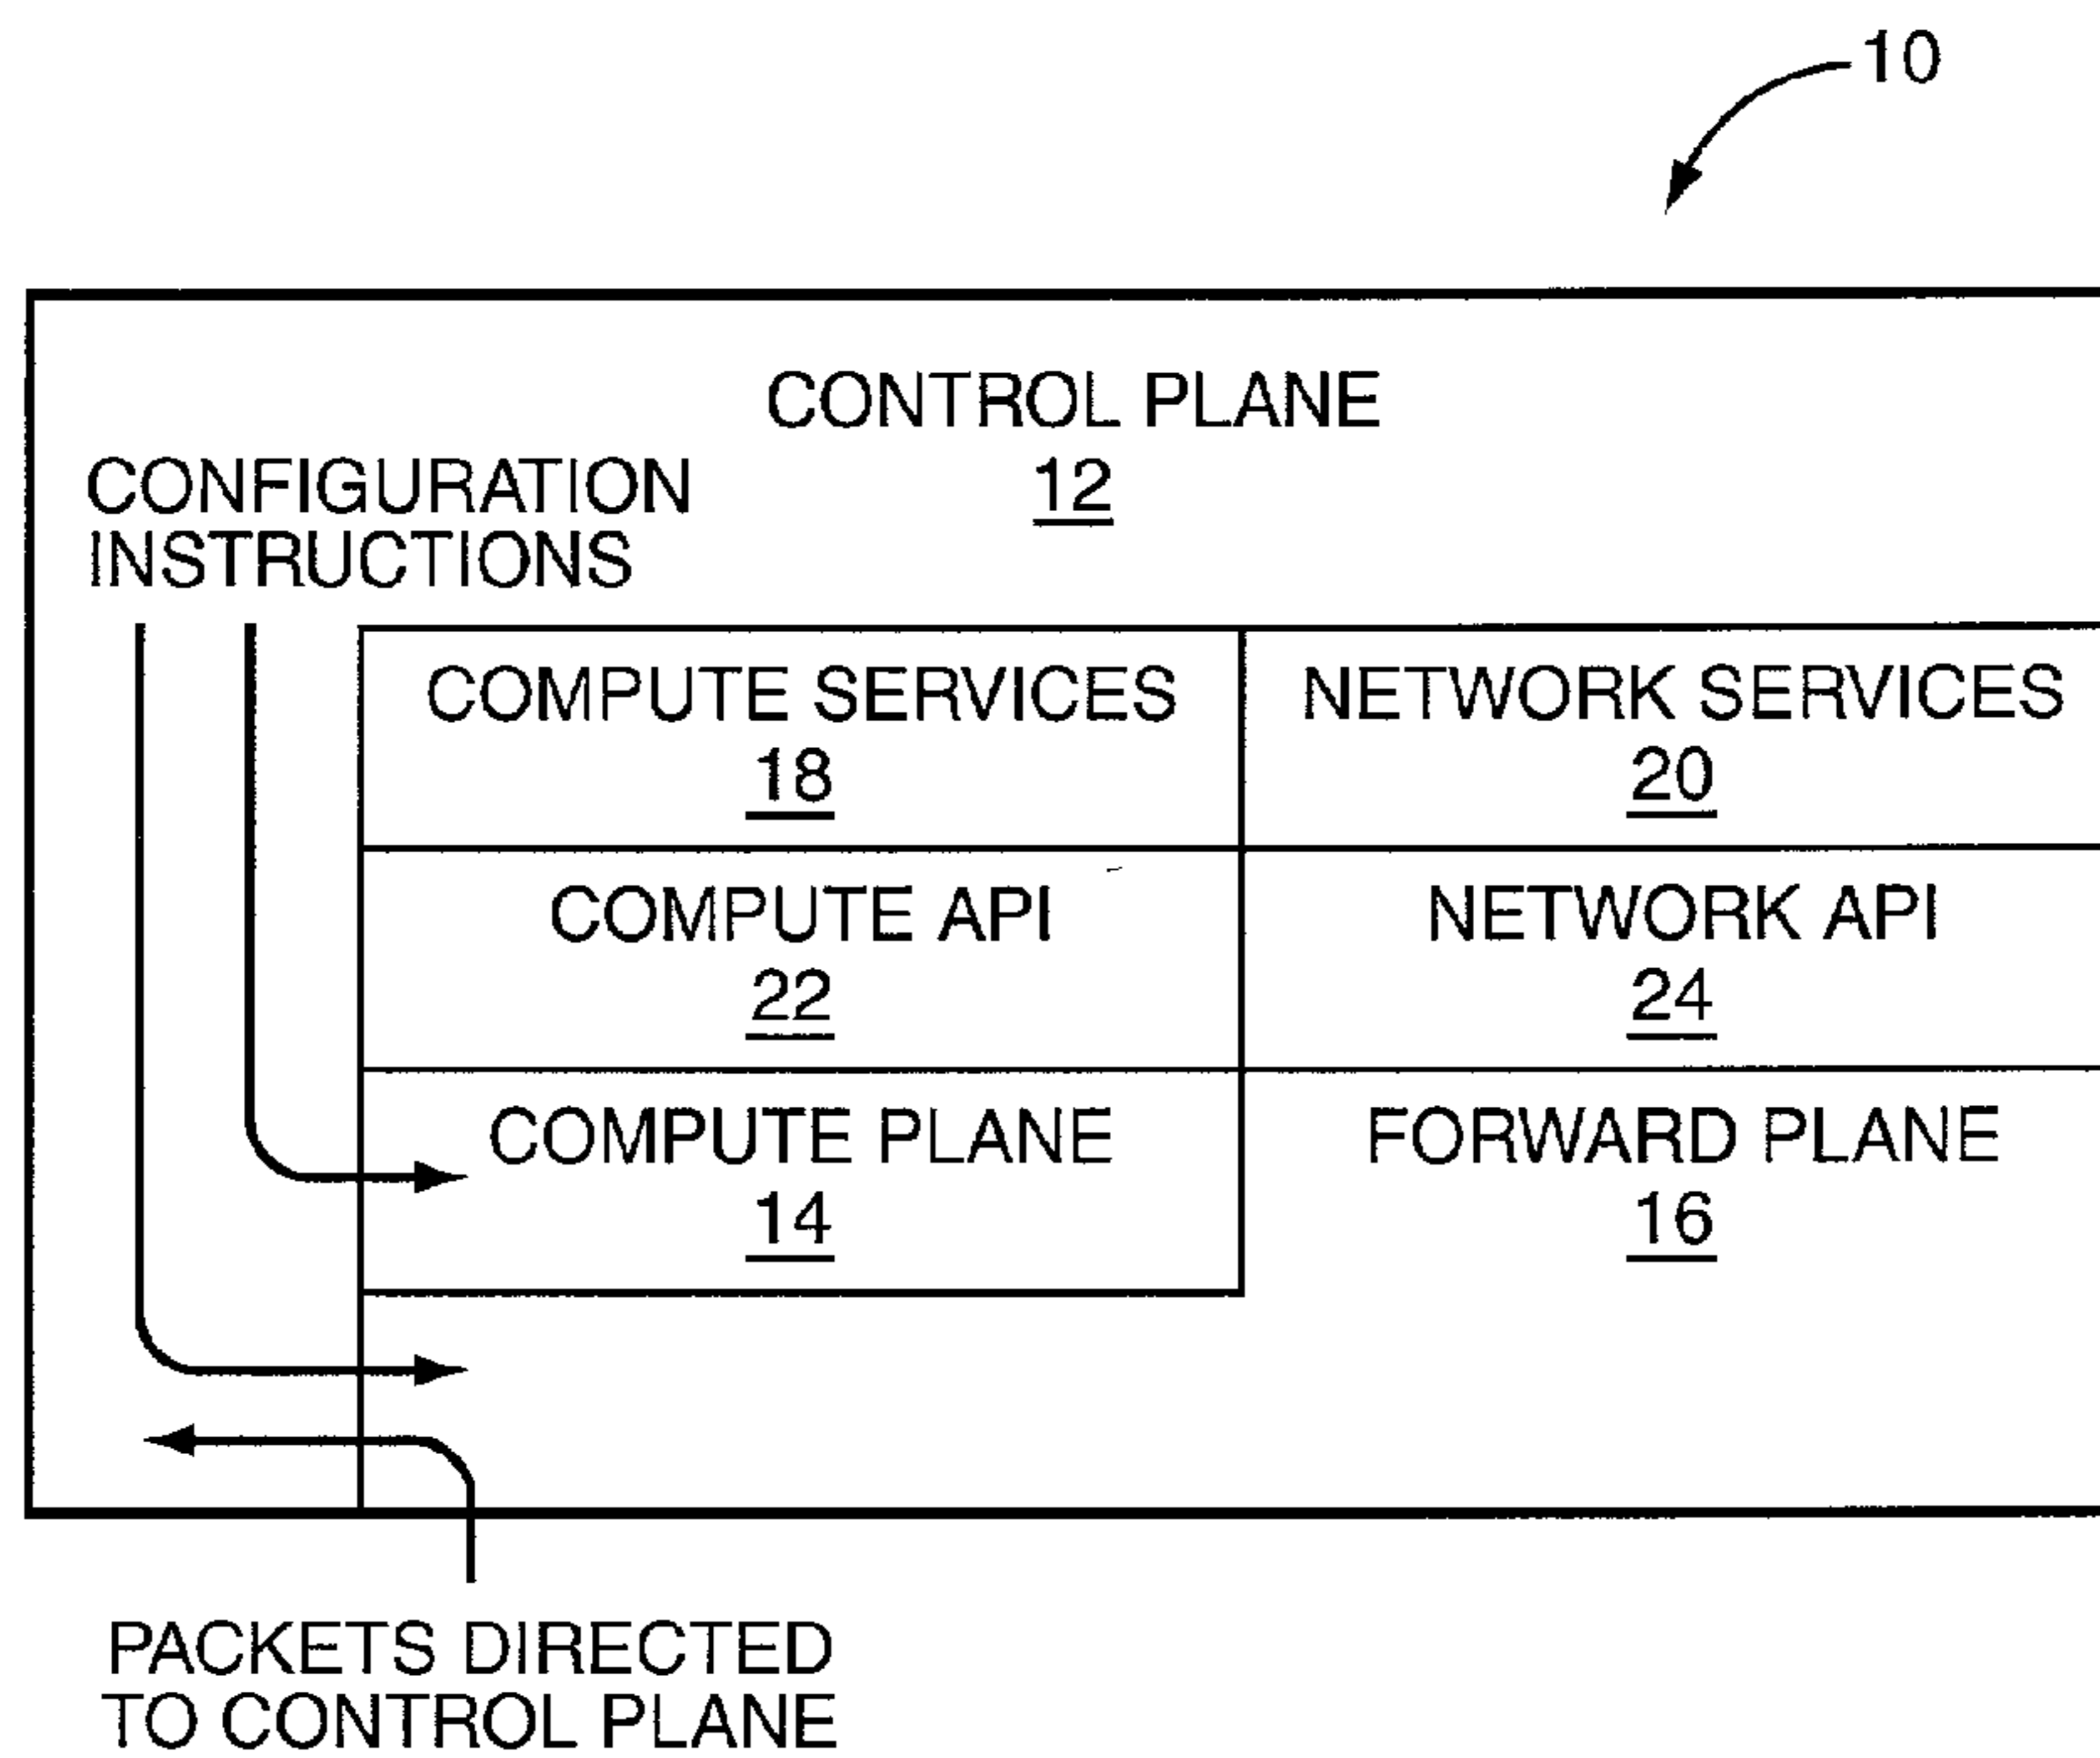 10
CONTROL PLANE
12
CONFIGURATION
INSTRUCTIONS
COMPUTE SERVICES
18
NETWORK SERVICES
20
COMPUTE API
22
NETWORK API
24
COMPUTE PLANE
14
FORWARD PLANE
16
PACKETS DIRECTED
TO CONTROL PLANE